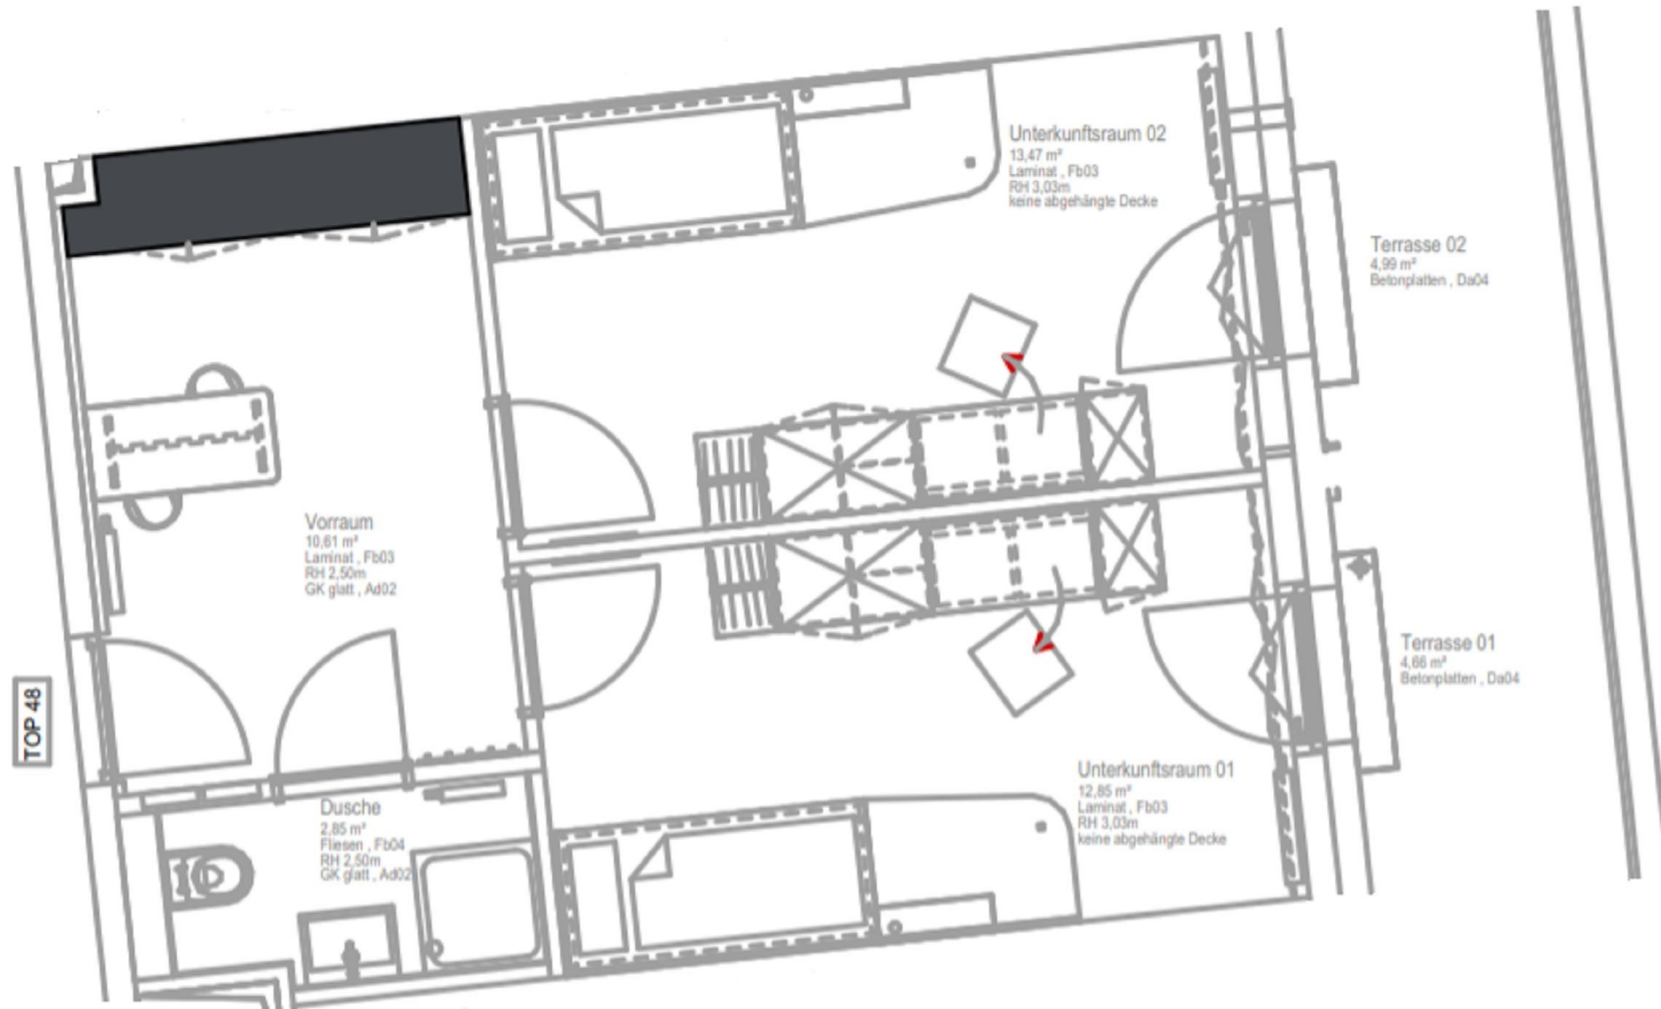 Unterkunftsraum 02
13,47 m²
Laminat , Fb03
RH 3,03m
keine abgehängte Decke
Terrasse 02
4,99 m²
Betonplatten , Da04
Vorraum
10,61 m²
Laminat , Fb03
RH 2,50m
GK glatt , Ad02
Terrasse 01
4,66 m²
Betonplatten , Da04
TOP 48
Unterkunftsraum 01
12,85 m²
Laminat , Fb03
RH 3,03m
keine abgehängte Decke
Dusche
2,85 m²
Fliesen , Fb04
RH 2,50m
GK glatt , Ad02